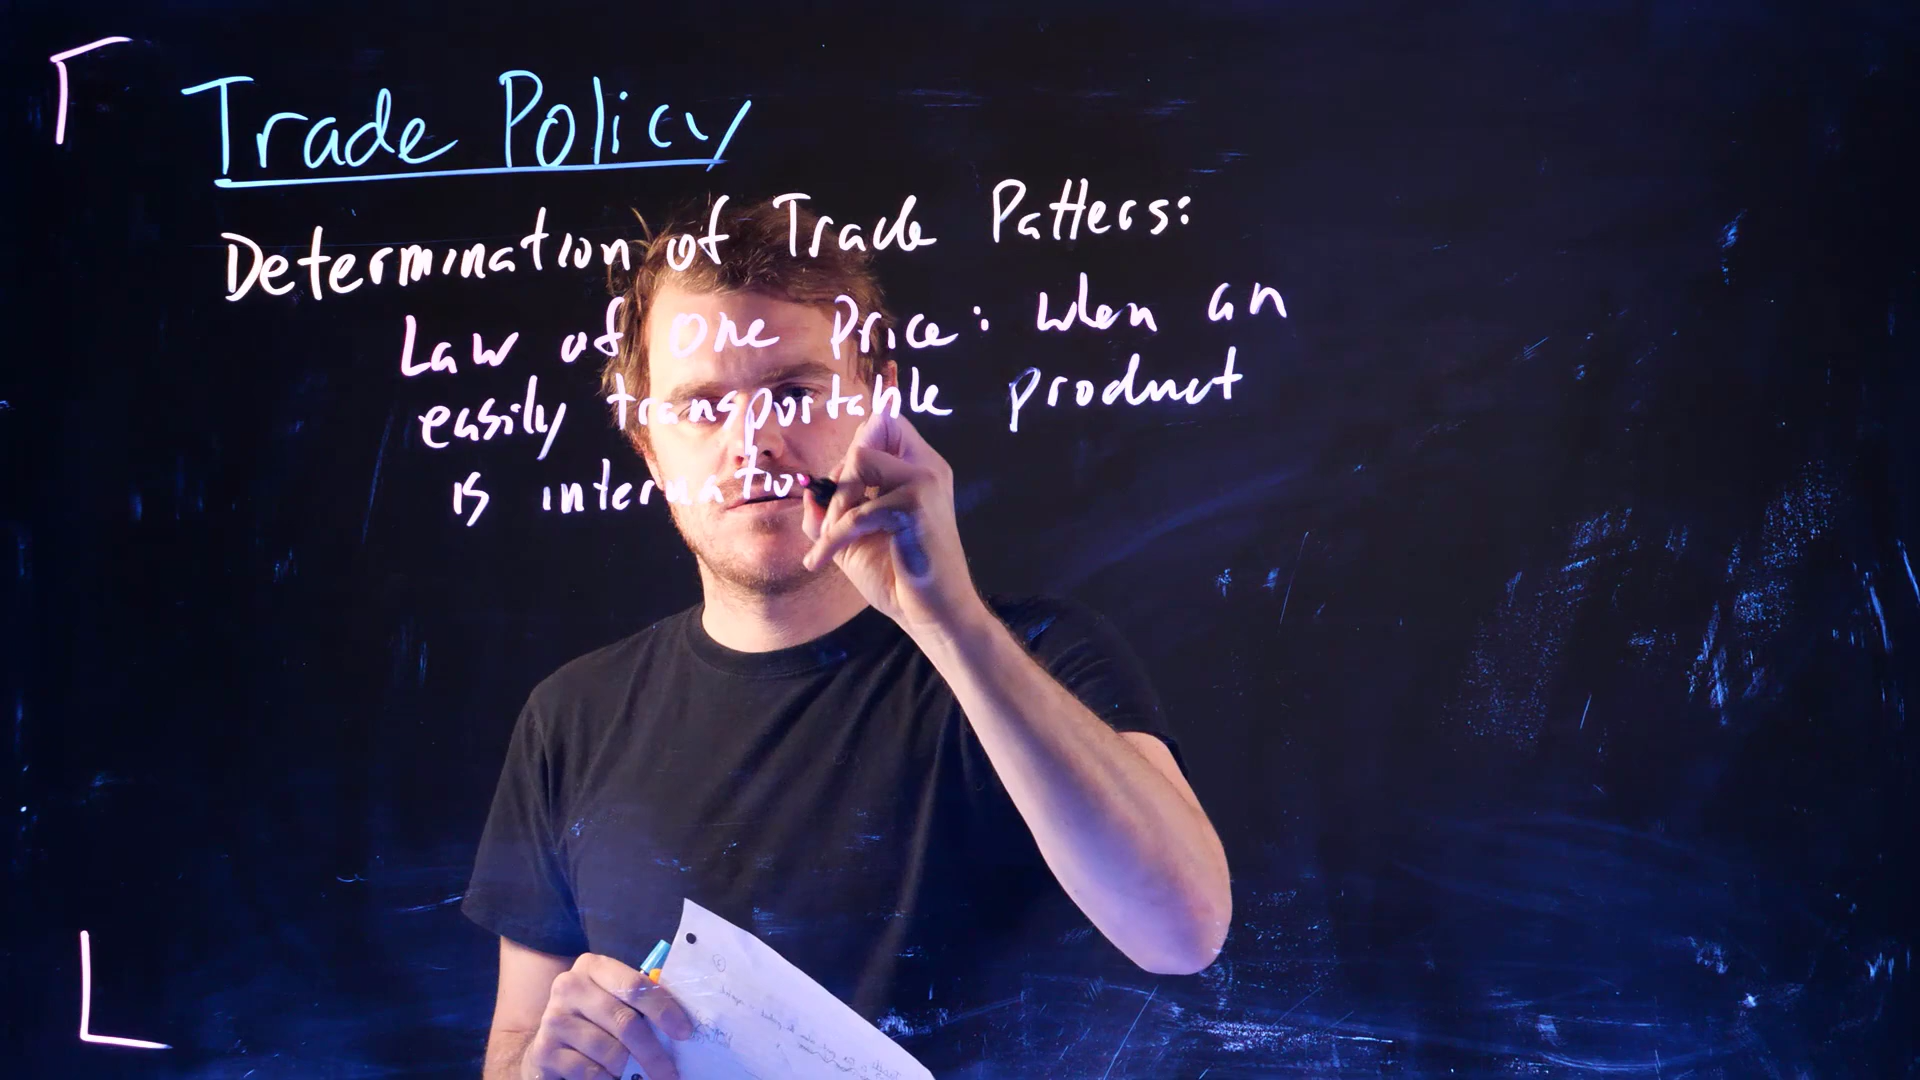 Trade Policy
Determination of Trade Patters:
Law of One Price: When an
easily transportable product
is internatio